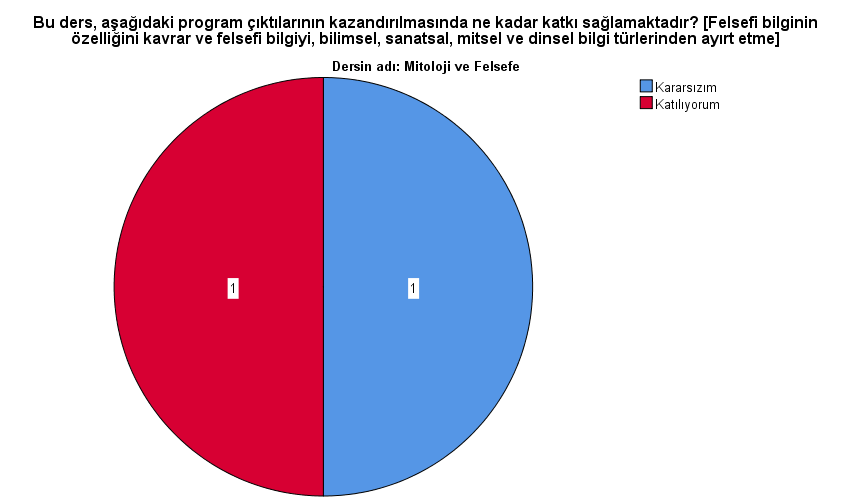 Bu ders, aşağıdaki program çıktılarının kazandırılmasında ne kadar katkı sağlamaktadır? [Felsefi bilginin
özelliğini kavrar ve felsefi bilgiyi, bilimsel, sanatsal, mitsel ve dinsel bilgi türlerinden ayırt etme]
Dersin adı: Mitoloji ve Felsefe
Kararsızım
Katılıyorum
1
1